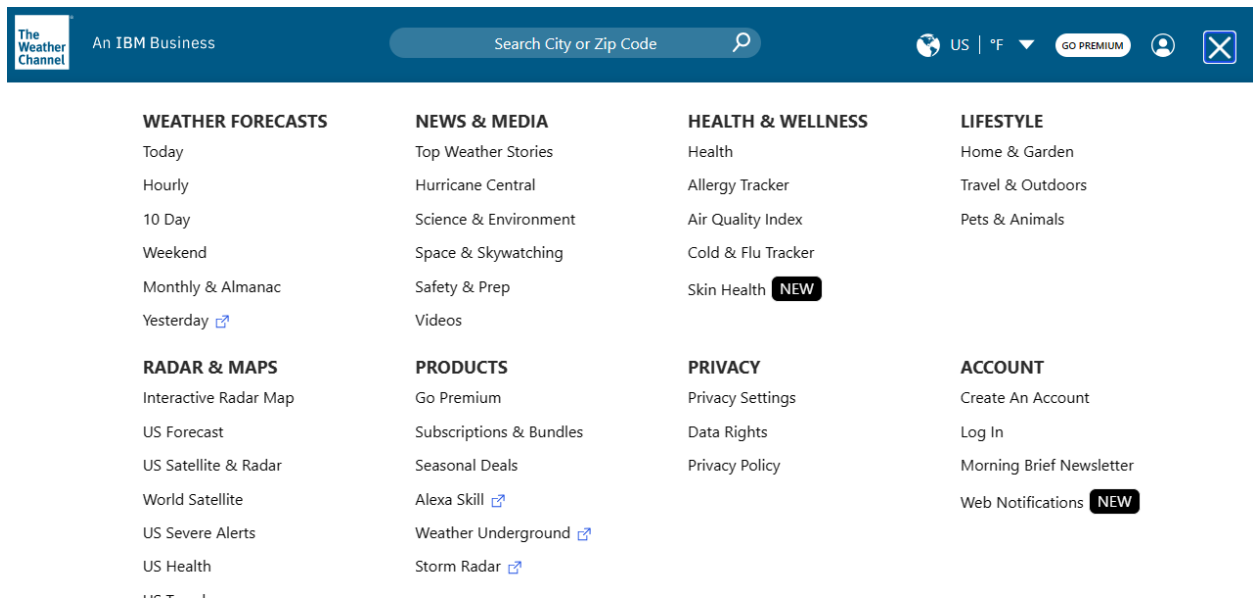 The
Weather
Channel
An IBM Business
Search City or Zip Code
US | °F
GO PREMIUM
WEATHER FORECASTS
Today
Hourly
10 Day
Weekend
Monthly & Almanac
Yesterday
NEWS & MEDIA
Top Weather Stories
Hurricane Central
Science & Environment
Space & Skywatching
Safety & Prep
Videos
HEALTH & WELLNESS
Health
Allergy Tracker
Air Quality Index
Cold & Flu Tracker
Skin Health NEW
LIFESTYLE
Home & Garden
Travel & Outdoors
Pets & Animals
RADAR & MAPS
Interactive Radar Map
US Forecast
US Satellite & Radar
World Satellite
US Severe Alerts
US Health
PRODUCTS
Go Premium
Subscriptions & Bundles
Seasonal Deals
Alexa Skill
Weather Underground
Storm Radar
PRIVACY
Privacy Settings
Data Rights
Privacy Policy
ACCOUNT
Create An Account
Log In
Morning Brief Newsletter
Web Notifications NEW